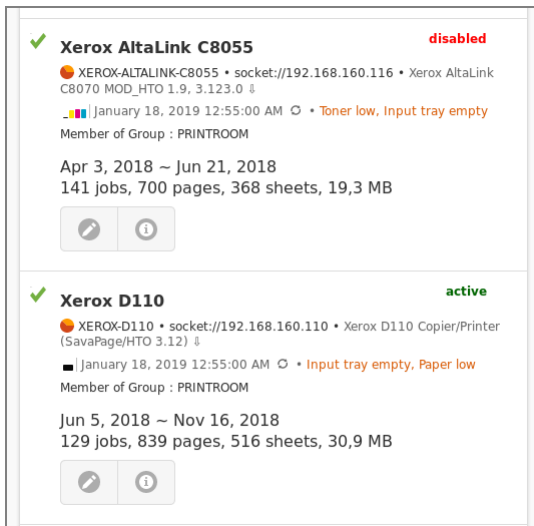 Xerox AltaLink C8055
disabled
XEROX-ALTALINK-C8055 • socket://192.168.160.116 • Xerox AltaLink
C8070 MOD_HTO 1.9, 3.123.0 ⇩
January 18, 2019 12:55:00 AM • Toner low, Input tray empty
Member of Group : PRINTROOM
Apr 3, 2018 ~ Jun 21, 2018
141 jobs, 700 pages, 368 sheets, 19,3 MB
Xerox D110
active
XEROX-D110 • socket://192.168.160.110 • Xerox D110 Copier/Printer
(SavaPage/HTO 3.12) ⇩
January 18, 2019 12:55:00 AM • Input tray empty, Paper low
Member of Group : PRINTROOM
Jun 5, 2018 ~ Nov 16, 2018
129 jobs, 839 pages, 516 sheets, 30,9 MB